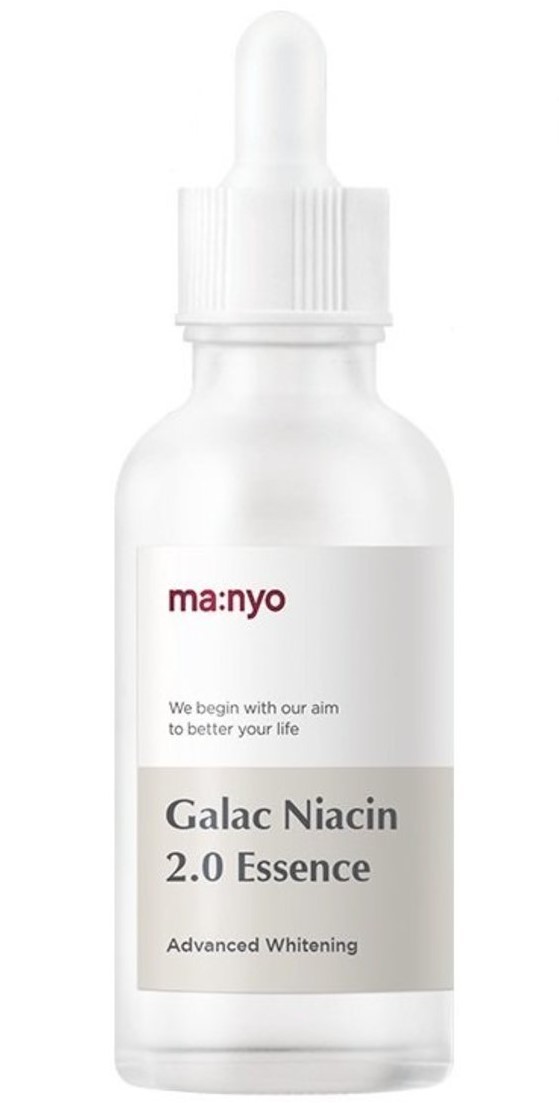 ma:nyo
We begin with our aim
to better your life
Galac Niacin
2.0 Essence
Advanced Whitening